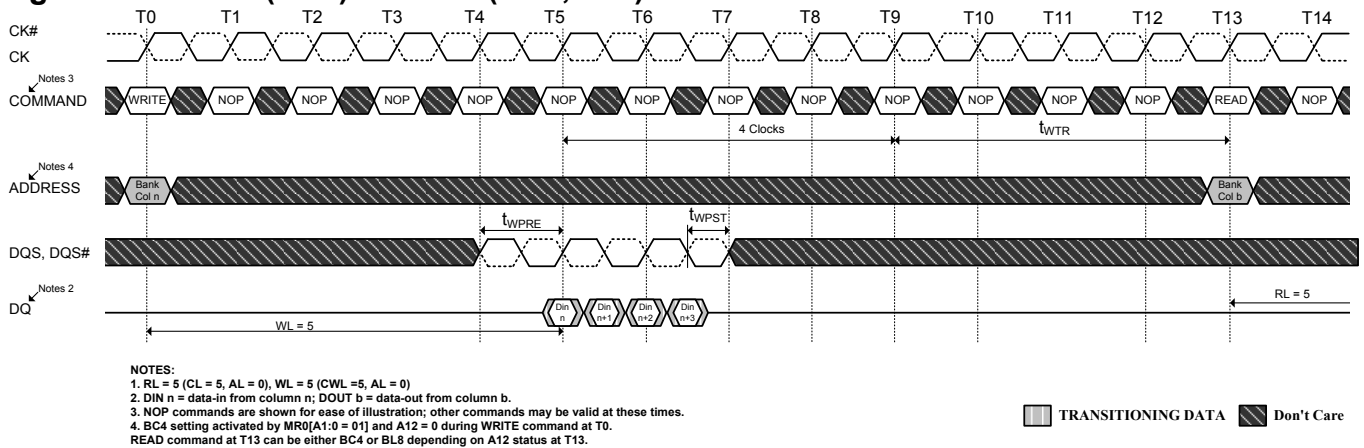 T0 T1 T2 T3 T4 T5 T6 T7 T8 T9 T10 T11 T12 T13 T14
CK#
CK
Notes 3
COMMAND
WRITE NOP NOP NOP NOP NOP NOP NOP NOP NOP NOP NOP NOP READ NOP
4 Clocks tWTR
Notes 4
ADDRESS
Bank Col n
Bank Col b
tWPRE tWPST
DQS, DQS#
Notes 2
DQ
Din n
Din n+1
Din n+2
Din n+3
RL = 5
WL = 5
NOTES:
1. RL = 5 (CL = 5, AL = 0), WL = 5 (CWL =5, AL = 0)
2. DIN n = data-in from column n; DOUT b = data-out from column b.
3. NOP commands are shown for ease of illustration; other commands may be valid at these times.
4. BC4 setting activated by MR0[A1:0 = 01] and A12 = 0 during WRITE command at T0.
READ command at T13 can be either BC4 or BL8 depending on A12 status at T13.
TRANSITIONING DATA Don't Care